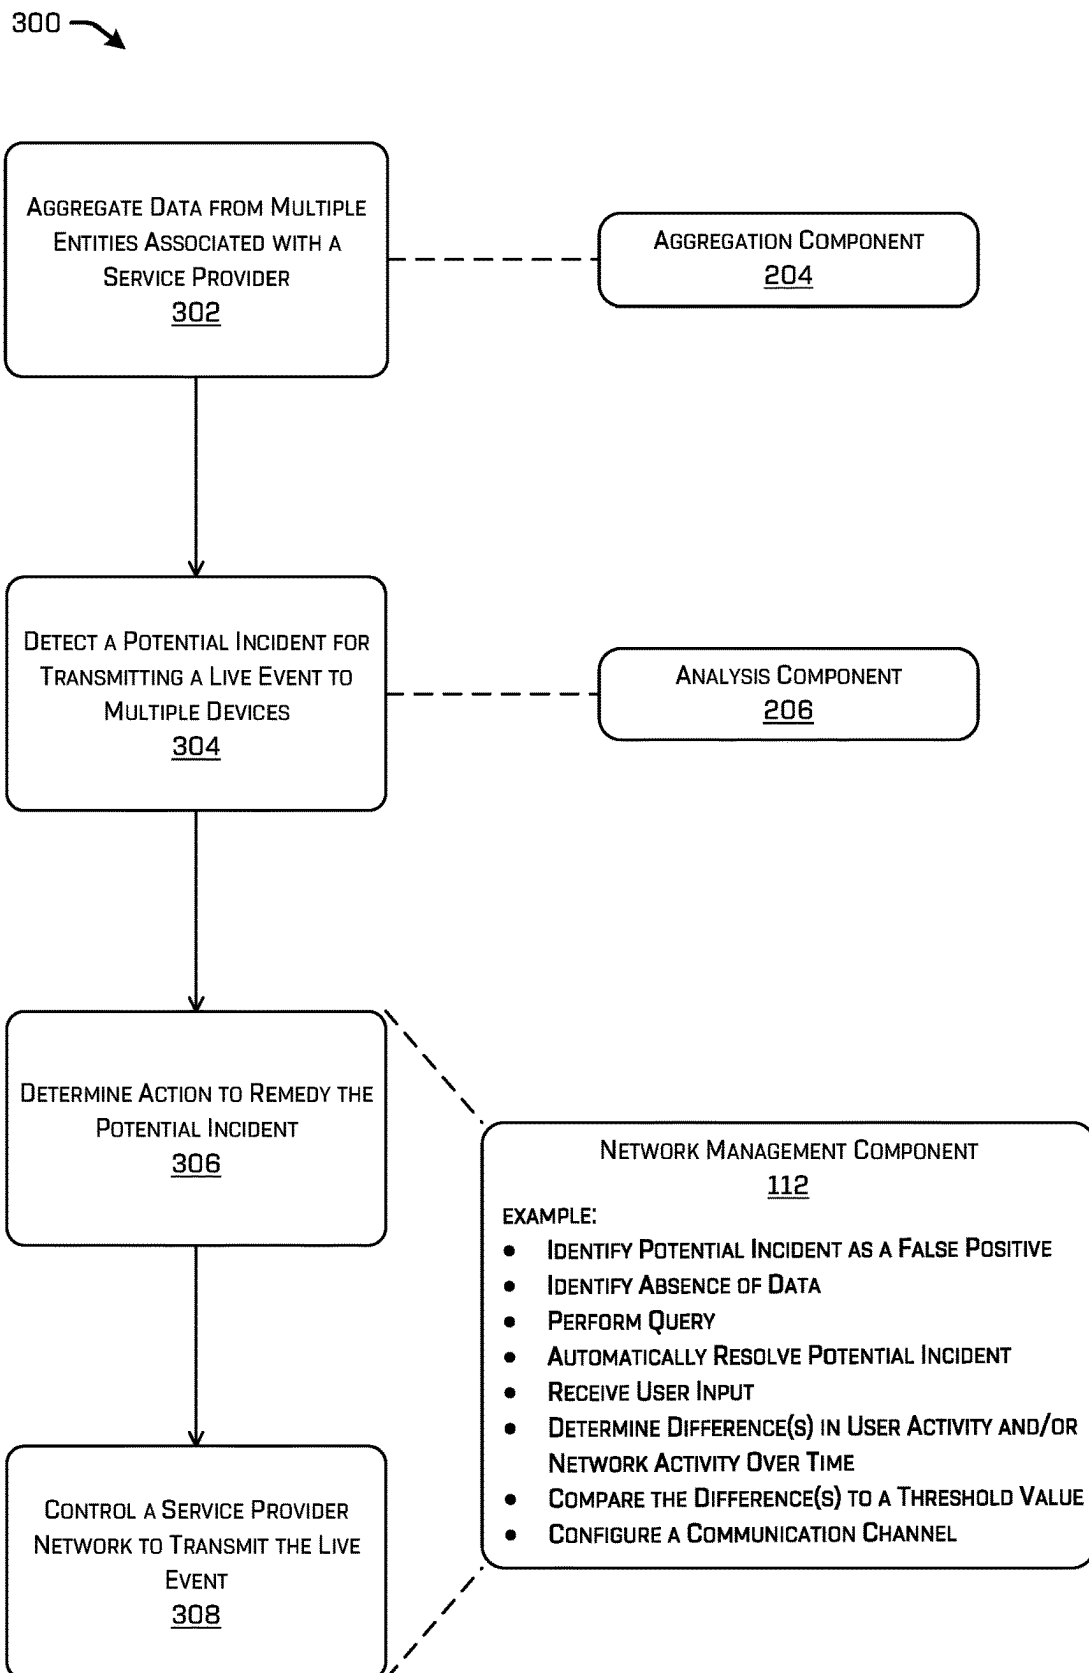 300
AGGREGATE DATA FROM MULTIPLE
ENTITIES ASSOCIATED WITH A
SERVICE PROVIDER
302
AGGREGATION COMPONENT
204
DETECT A POTENTIAL INCIDENT FOR
TRANSMITTING A LIVE EVENT TO
MULTIPLE DEVICES
304
ANALYSIS COMPONENT
206
DETERMINE ACTION TO REMEDY THE
POTENTIAL INCIDENT
306
NETWORK MANAGEMENT COMPONENT
112
EXAMPLE:
• IDENTIFY POTENTIAL INCIDENT AS A FALSE POSITIVE
• IDENTIFY ABSENCE OF DATA
• PERFORM QUERY
• AUTOMATICALLY RESOLVE POTENTIAL INCIDENT
• RECEIVE USER INPUT
• DETERMINE DIFFERENCE(S) IN USER ACTIVITY AND/OR
NETWORK ACTIVITY OVER TIME
• COMPARE THE DIFFERENCE(S) TO A THRESHOLD VALUE
• CONFIGURE A COMMUNICATION CHANNEL
CONTROL A SERVICE PROVIDER
NETWORK TO TRANSMIT THE LIVE
EVENT
308